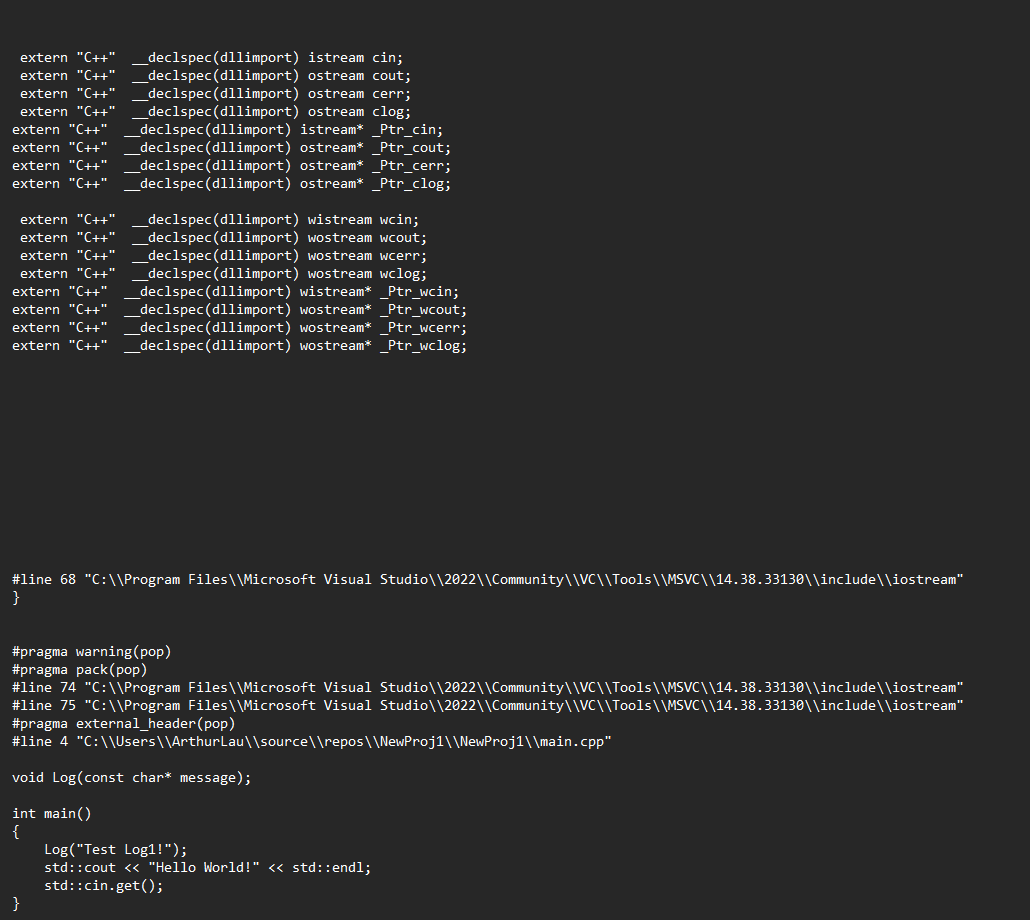 extern "C++"  __declspec(dllimport) istream cin;
extern "C++"  __declspec(dllimport) ostream cout;
extern "C++"  __declspec(dllimport) ostream cerr;
extern "C++"  __declspec(dllimport) ostream clog;
extern "C++"  __declspec(dllimport) istream* _Ptr_cin;
extern "C++"  __declspec(dllimport) ostream* _Ptr_cout;
extern "C++"  __declspec(dllimport) ostream* _Ptr_cerr;
extern "C++"  __declspec(dllimport) ostream* _Ptr_clog;
extern "C++"  __declspec(dllimport) wistream wcin;
extern "C++"  __declspec(dllimport) wostream wcout;
extern "C++"  __declspec(dllimport) wostream wcerr;
extern "C++"  __declspec(dllimport) wostream wclog;
extern "C++"  __declspec(dllimport) wistream* _Ptr_wcin;
extern "C++"  __declspec(dllimport) wostream* _Ptr_wcout;
extern "C++"  __declspec(dllimport) wostream* _Ptr_wcerr;
extern "C++"  __declspec(dllimport) wostream* _Ptr_wclog;
#line 68 "C:\\Program Files\\Microsoft Visual Studio\\2022\\Community\\VC\\Tools\\MSVC\\14.38.33130\\include\\iostream"
}
#pragma warning(pop)
#pragma pack(pop)
#line 74 "C:\\Program Files\\Microsoft Visual Studio\\2022\\Community\\VC\\Tools\\MSVC\\14.38.33130\\include\\iostream"
#line 75 "C:\\Program Files\\Microsoft Visual Studio\\2022\\Community\\VC\\Tools\\MSVC\\14.38.33130\\include\\iostream"
#pragma external_header(pop)
#line 4 "C:\\Users\\ArthurLau\\source\\repos\\NewProj1\\NewProj1\\main.cpp"
void Log(const char* message);
int main()
{
    Log("Test Log1!");
    std::cout << "Hello World!" << std::endl;
    std::cin.get();
}